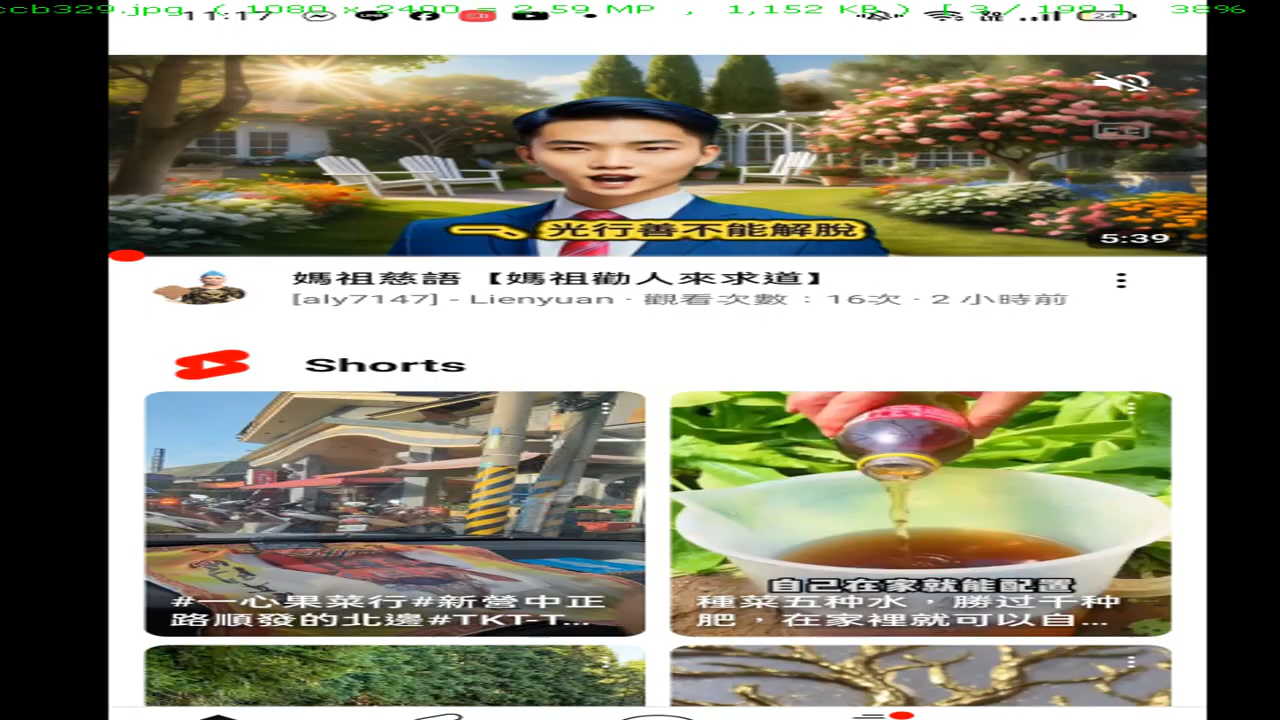 ccb329.jpg ( 1080 x 2400 = 2.59 MP , 1,152 KB ) [ 3 / 199 ] 38%
11:17
24
CC
光行善不能解脫
5:39
媽祖慈語【媽祖勸人來求道】
[aly7147] - Lienyuan · 觀看次數：16次 · 2 小時前
Shorts
#一心果菜行#新營中正
路順發的北邊#TKT-T...
自己在家就能配置
種菜五种水，勝过千种
肥，在家裡就可以自...